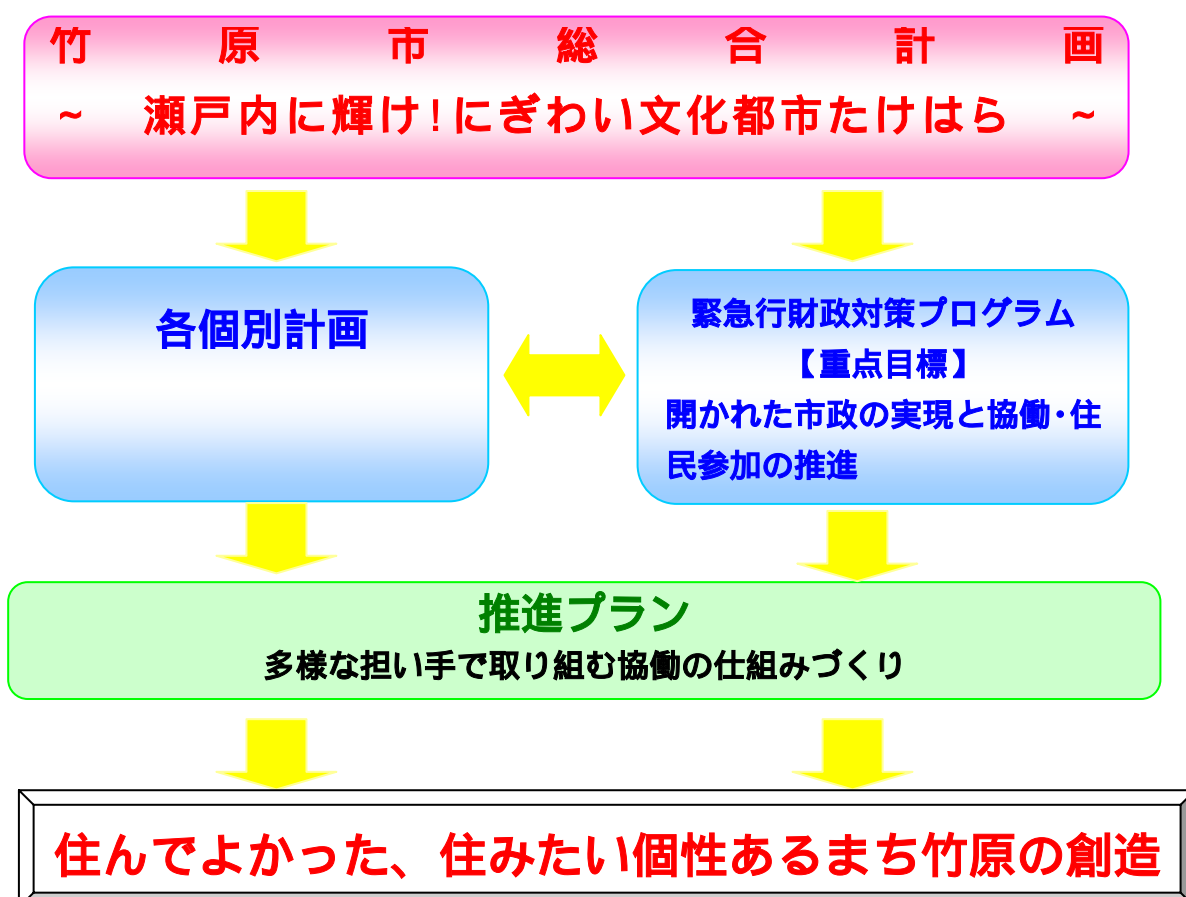 竹原市総合計画
~ 瀬戸内に輝け!にぎわい文化都市たけはら ~
各個別計画
緊急行財政対策プログラム
【重点目標】
開かれた市政の実現と協働・住
民参加の推進
推進プラン
多様な担い手で取り組む協働の仕組みづくり
住んでよかった、住みたい個性あるまち竹原の創造